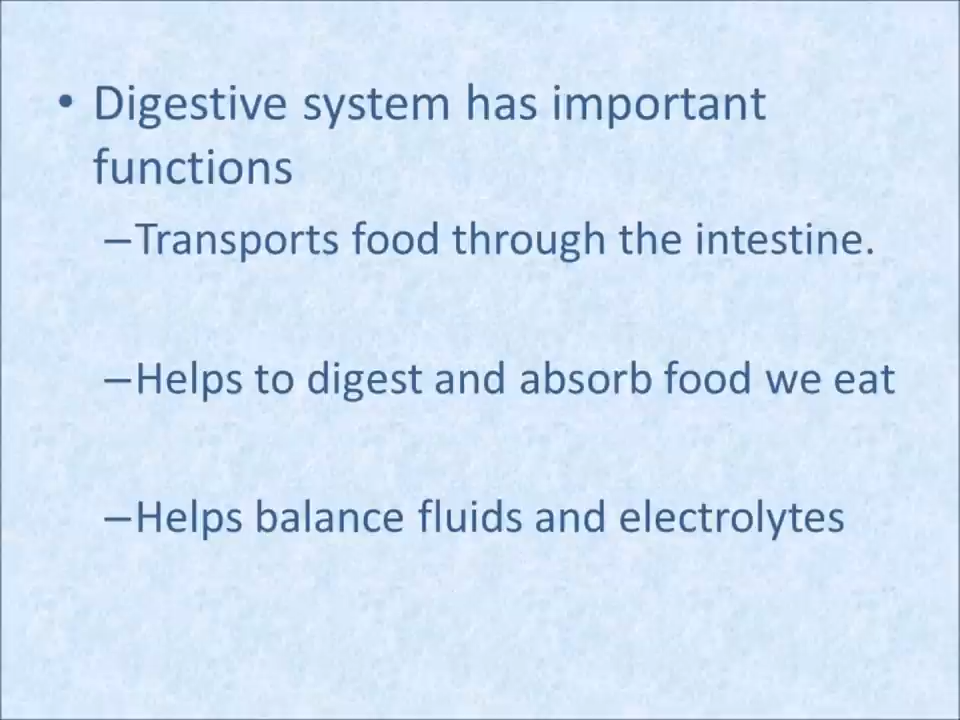 • Digestive system has important
functions
–Transports food through the intestine.
–Helps to digest and absorb food we eat
–Helps balance fluids and electrolytes